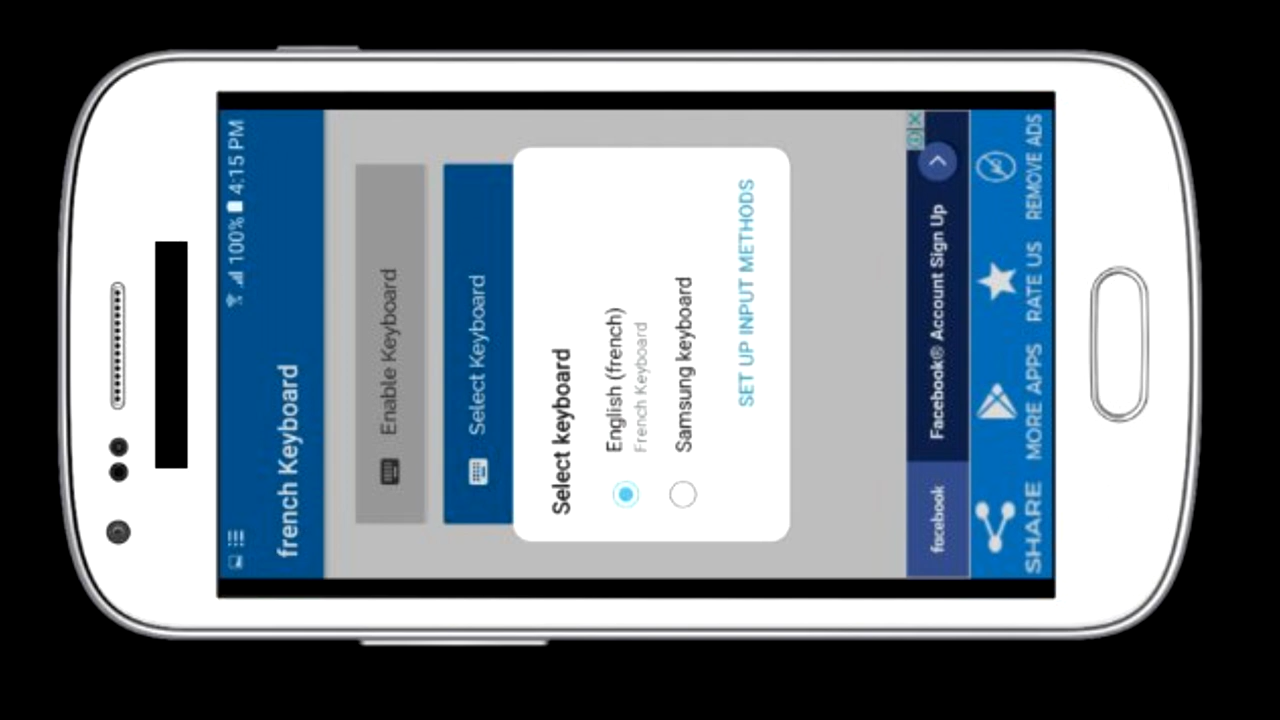 100% 4:15 PM
french Keyboard
Enable Keyboard
Select Keyboard
Select keyboard
English (french)
French Keyboard
Samsung keyboard
SET UP INPUT METHODS
facebook
Facebook® Account Sign Up
SHARE
MORE APPS
RATE US
REMOVE ADS